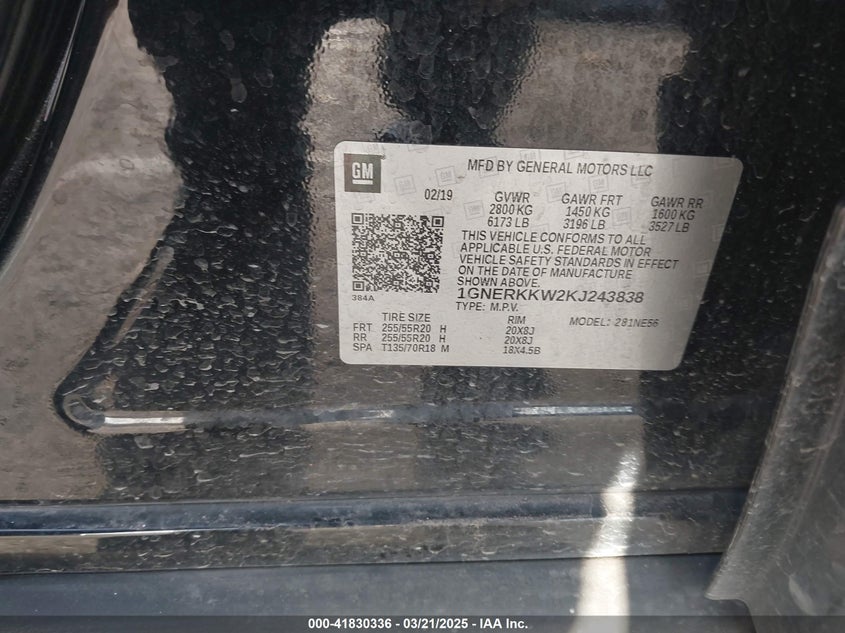 GM
MFD BY GENERAL MOTORS LLC
02/19 GVWR GAWR FRT GAWR RR
2800 KG 1450 KG 1600 KG
6173 LB 3196 LB 3527 LB
THIS VEHICLE CONFORMS TO ALL
APPLICABLE U.S. FEDERAL MOTOR
VEHICLE SAFETY STANDARDS IN EFFECT
ON THE DATE OF MANUFACTURE
SHOWN ABOVE.
384A
1GNERKKW2KJ243838
TYPE: M.P.V. MODEL: 281NE56
TIRE SIZE RIM
FRT 255/55R20 H 20X8J
RR 255/55R20 H 20X8J
SPA T135/70R18 M 18X4.5B
000-41830336 / 03/21/2025 / IAA Inc.